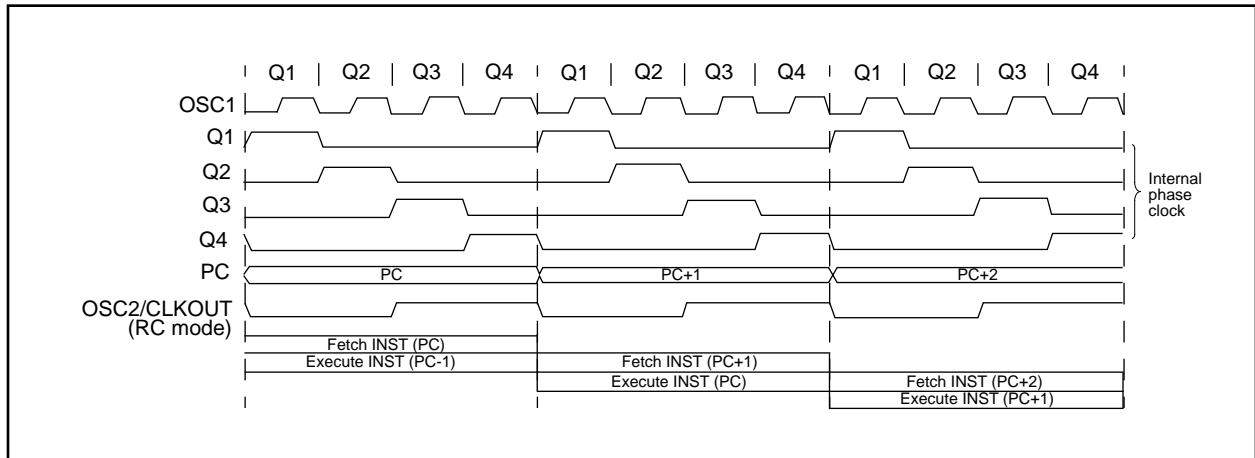 Q1 | Q2 | Q3 | Q4 | Q1 | Q2 | Q3 | Q4 | Q1 | Q2 | Q3 | Q4
OSC1
Q1
Q2
Q3
Q4
Internal
phase
clock
PC PC PC+1 PC+2
OSC2/CLKOUT
(RC mode)
Fetch INST (PC)
Execute INST (PC-1) Fetch INST (PC+1)
Execute INST (PC) Fetch INST (PC+2)
Execute INST (PC+1)